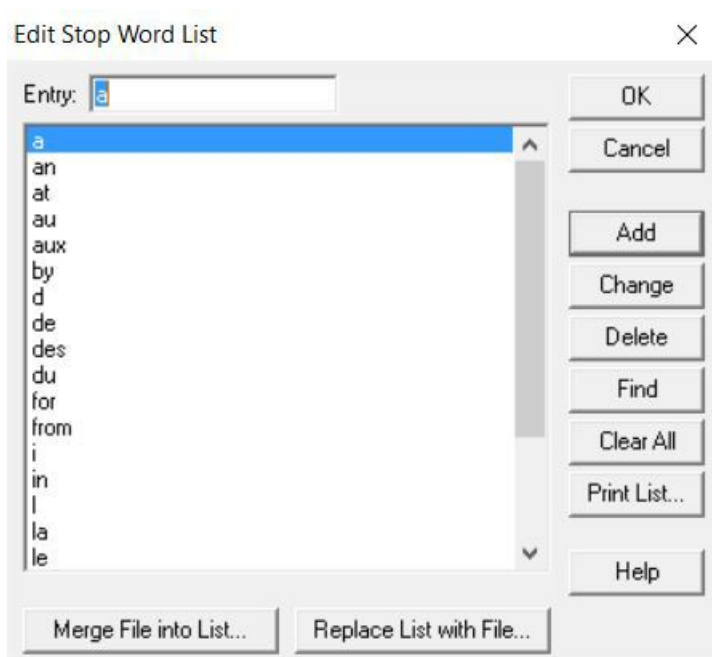 Edit Stop Word List
Entry: a
OK
Cancel
Add
Change
Delete
Find
Clear All
Print List...
Help
a
an
at
au
aux
by
d
de
des
du
for
from
i
in
l
la
le
Merge File into List...
Replace List with File...